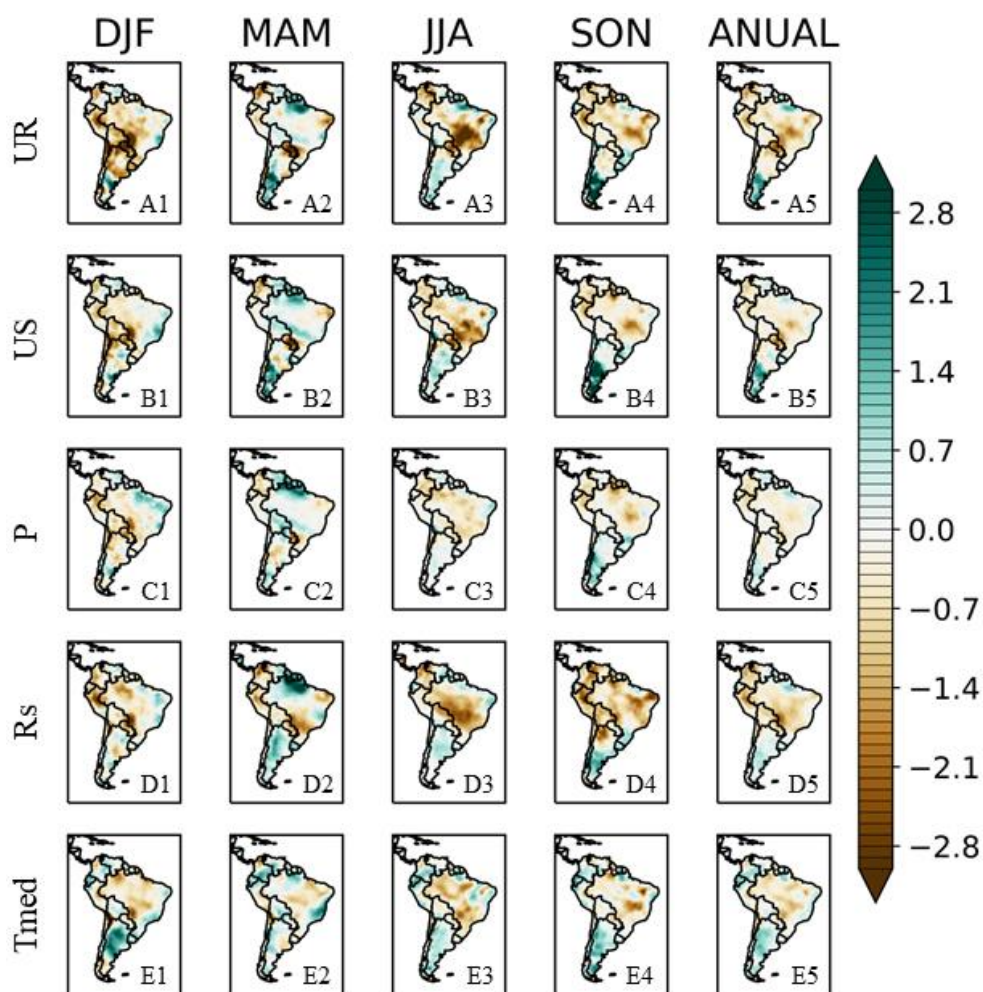 DJF MAM JJA SON ANUAL
UR
A1 A2 A3 A4 A5
US
B1 B2 B3 B4 B5
P
C1 C2 C3 C4 C5
Rs
D1 D2 D3 D4 D5
Tmed
E1 E2 E3 E4 E5
2.8
2.1
1.4
0.7
0.0
−0.7
−1.4
−2.1
−2.8